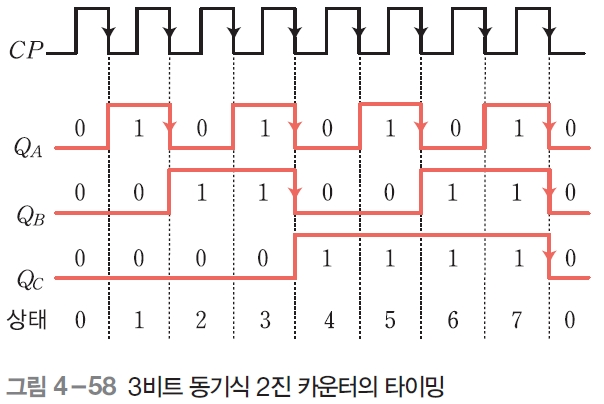 CP
Q_A 0 1 0 1 0 1 0 1 0
Q_B 0 0 1 1 0 0 1 1 0
Q_C 0 0 0 0 1 1 1 1 0
상태 0 1 2 3 4 5 6 7 0
그림 4-58 3비트 동기식 2진 카운터의 타이밍